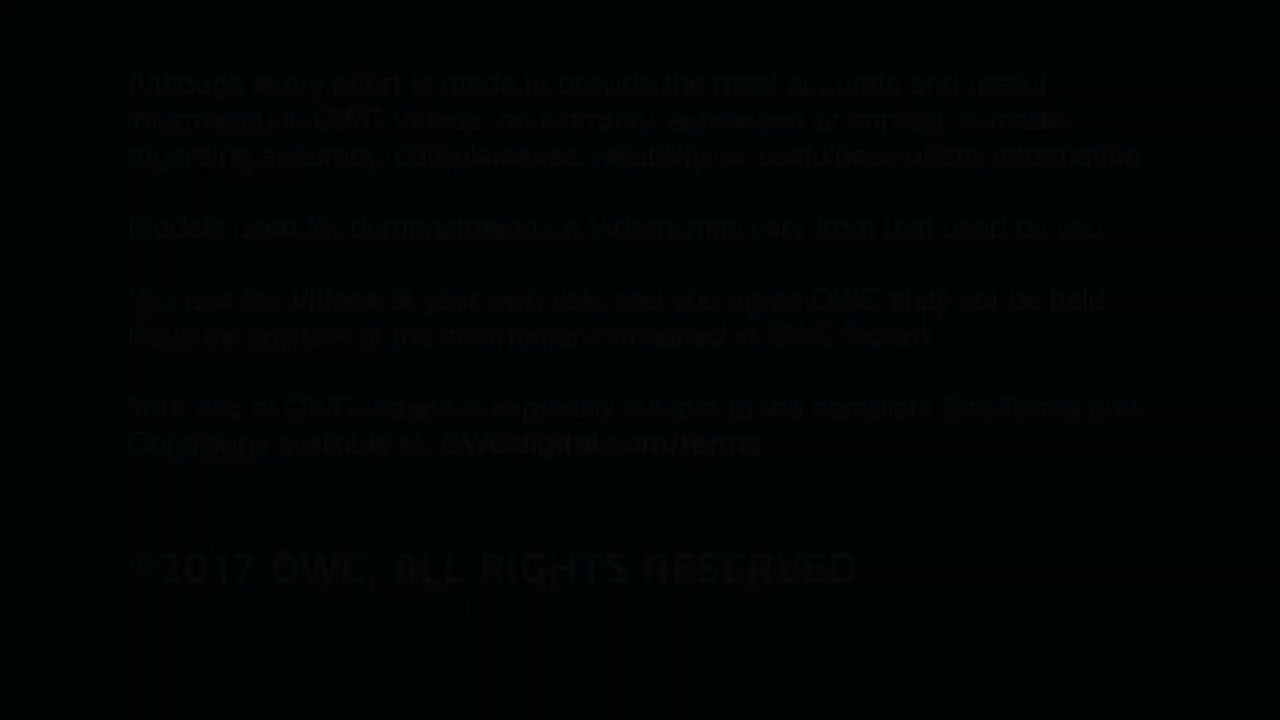 Although every effort is made to provide the most accurate and useful
information in OWC Videos, no warranty, expressed or implied, is made
regarding accuracy, completeness, reliability, or usefulness of any information
Models used for demonstration on Videos may vary from that used by you
You use the Videos at your own risk, and you agree OWC shall not be held
liable for any use of the information contained in OWC Videos
Your use of OWC Videos is expressly subject to the complete Site Terms and
Conditions available at: OWCdigital.com/terms
©2017 OWC, ALL RIGHTS RESERVED